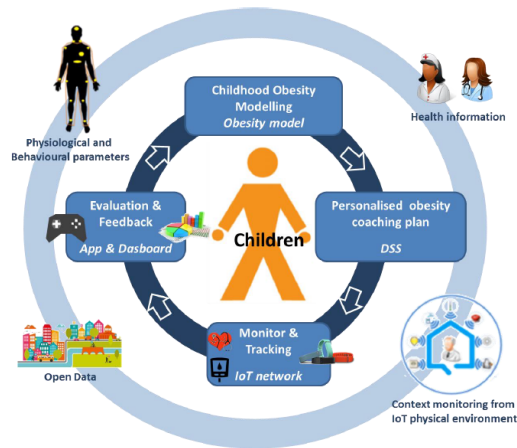 Childhood Obesity
Modelling
Obesity model
Physiological and
Behavioural parameters
Health information
Evaluation &
Feedback
App & Dasboard
Children
Personalised obesity
coaching plan
DSS
Monitor &
Tracking
IoT network
Open Data
Context monitoring from
IoT physical environment